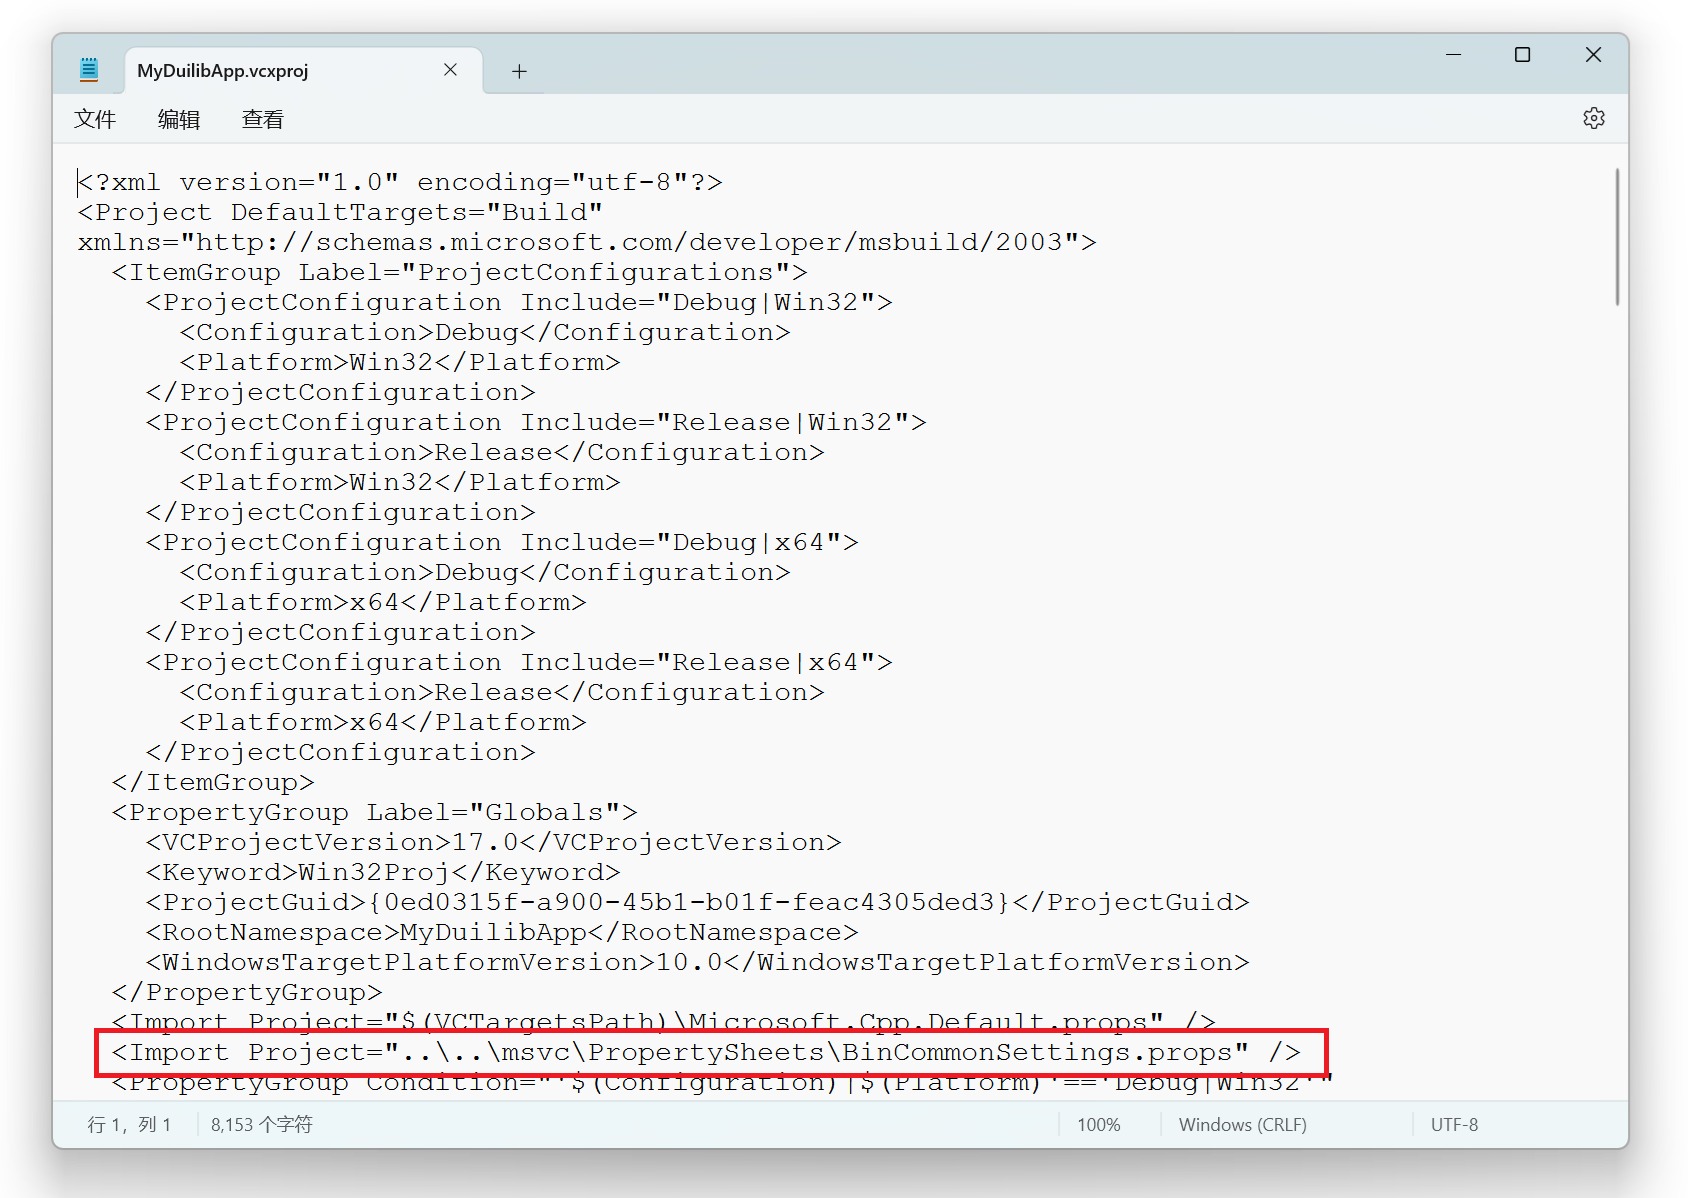 MyDuilibApp.vcxproj
文件 编辑 查看
<?xml version="1.0" encoding="utf-8"?>
<Project DefaultTargets="Build"
xmlns="http://schemas.microsoft.com/developer/msbuild/2003">
  <ItemGroup Label="ProjectConfigurations">
    <ProjectConfiguration Include="Debug|Win32">
      <Configuration>Debug</Configuration>
      <Platform>Win32</Platform>
    </ProjectConfiguration>
    <ProjectConfiguration Include="Release|Win32">
      <Configuration>Release</Configuration>
      <Platform>Win32</Platform>
    </ProjectConfiguration>
    <ProjectConfiguration Include="Debug|x64">
      <Configuration>Debug</Configuration>
      <Platform>x64</Platform>
    </ProjectConfiguration>
    <ProjectConfiguration Include="Release|x64">
      <Configuration>Release</Configuration>
      <Platform>x64</Platform>
    </ProjectConfiguration>
  </ItemGroup>
  <PropertyGroup Label="Globals">
    <VCProjectVersion>17.0</VCProjectVersion>
    <Keyword>Win32Proj</Keyword>
    <ProjectGuid>{0ed0315f-a900-45b1-b01f-feac4305ded3}</ProjectGuid>
    <RootNamespace>MyDuilibApp</RootNamespace>
    <WindowsTargetPlatformVersion>10.0</WindowsTargetPlatformVersion>
  </PropertyGroup>
  <Import Project="$(VCTargetsPath)\Microsoft.Cpp.Default.props" />
  <Import Project="..\..\msvc\PropertySheets\BinCommonSettings.props" />
  <PropertyGroup Condition="'$(Configuration)|$(Platform)'=='Debug|Win32'"
行 1，列 1 8,153 个字符 100% Windows (CRLF) UTF-8